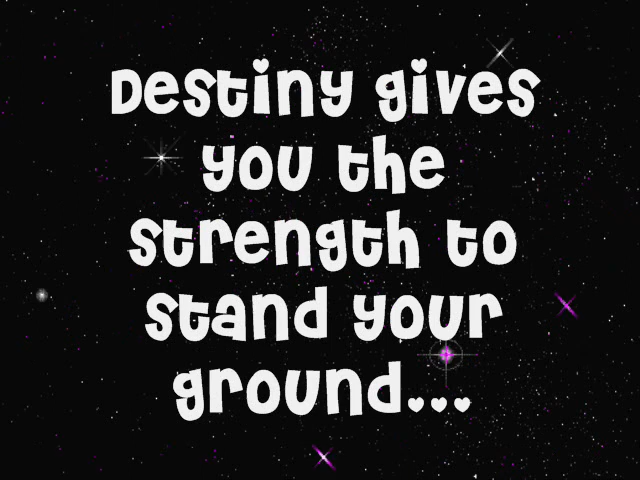 Destiny gives
you the
strength to
stand your
ground...